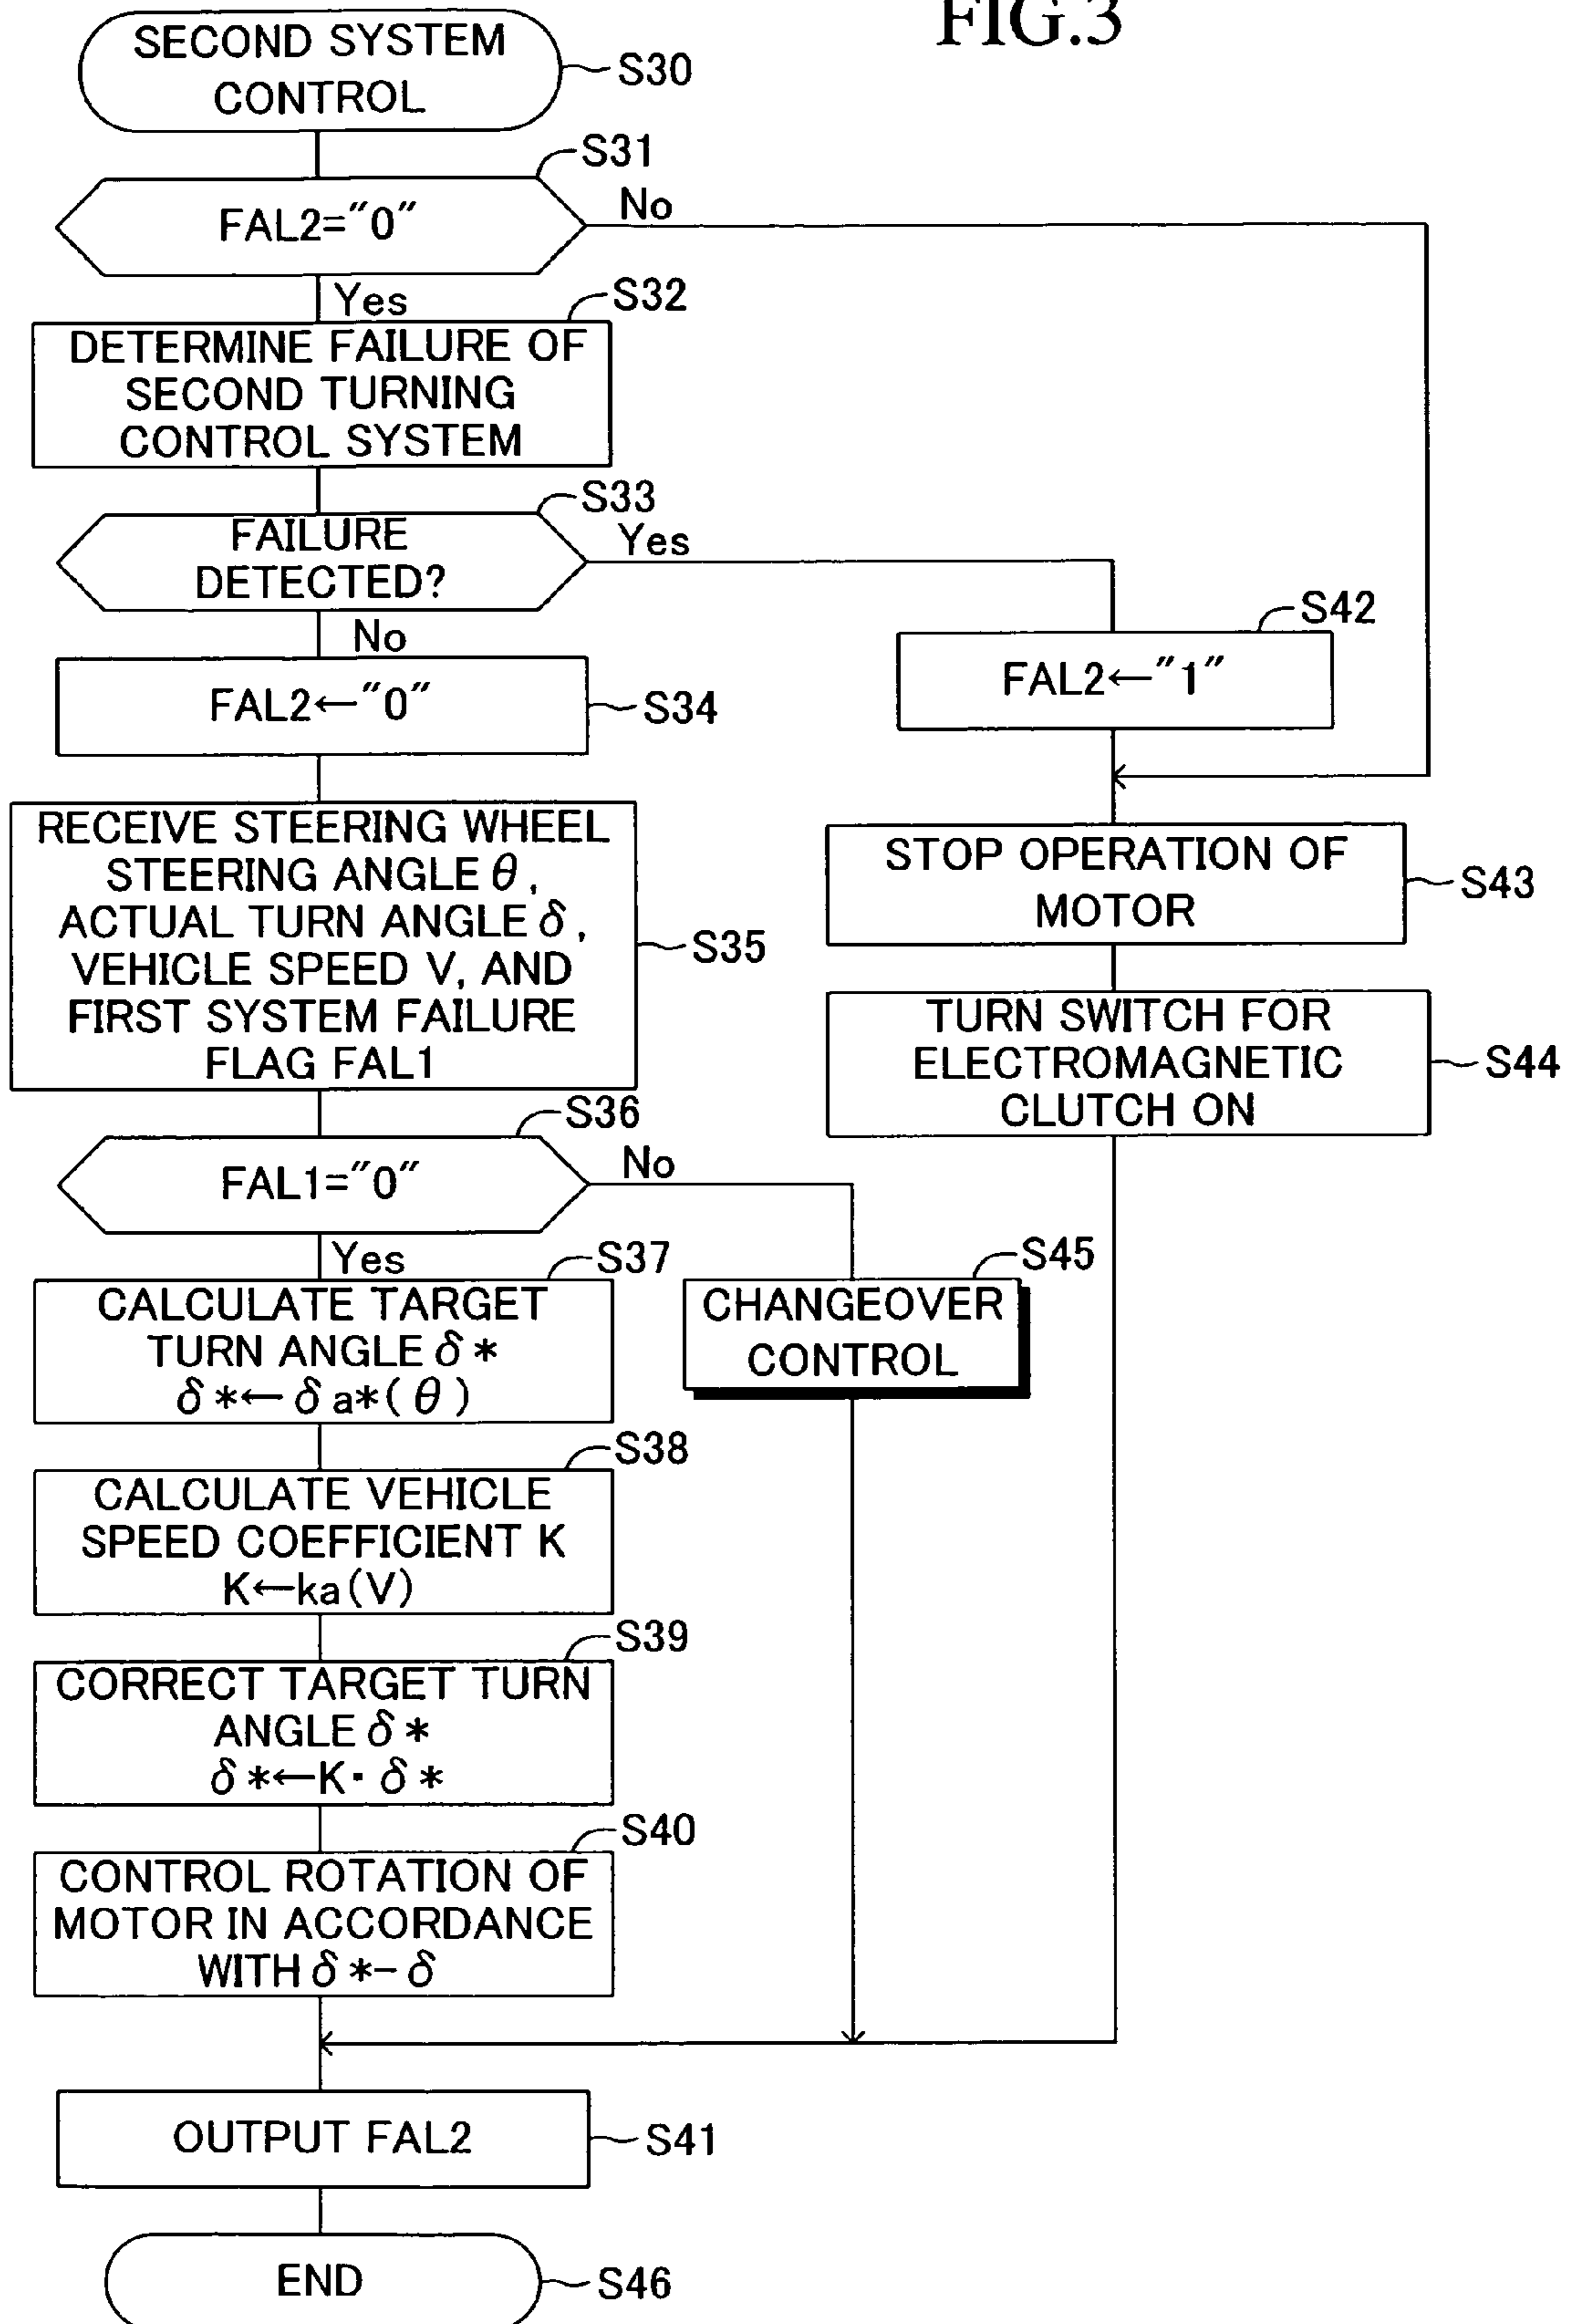 FIG.3
SECOND SYSTEM
CONTROL
S30
S31
FAL2="0"
No
Yes
S32
DETERMINE FAILURE OF
SECOND TURNING
CONTROL SYSTEM
S33
FAILURE
DETECTED?
Yes
No
S42
FAL2←"1"
FAL2←"0"
S34
RECEIVE STEERING WHEEL
STEERING ANGLE θ,
ACTUAL TURN ANGLE δ,
VEHICLE SPEED V, AND
FIRST SYSTEM FAILURE
FLAG FAL1
S35
STOP OPERATION OF
MOTOR
S43
TURN SWITCH FOR
ELECTROMAGNETIC
CLUTCH ON
S44
S36
FAL1="0"
No
Yes
S37
CALCULATE TARGET
TURN ANGLE δ*
δ*←δa*(θ)
S45
CHANGEOVER
CONTROL
S38
CALCULATE VEHICLE
SPEED COEFFICIENT K
K←ka(V)
S39
CORRECT TARGET TURN
ANGLE δ*
δ*←K·δ*
S40
CONTROL ROTATION OF
MOTOR IN ACCORDANCE
WITH δ*-δ
OUTPUT FAL2
S41
END
S46